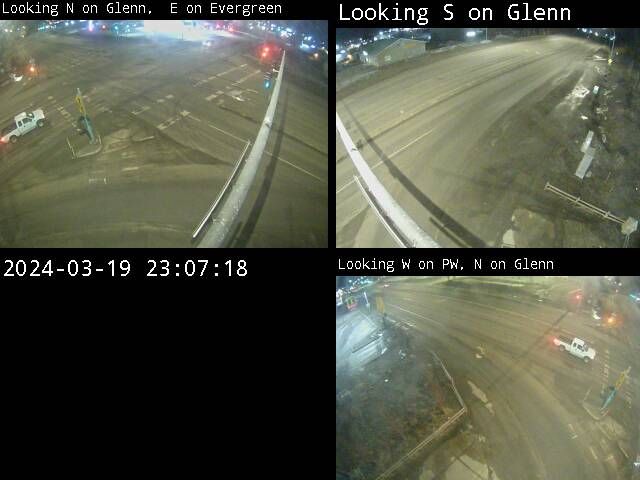 Looking N on Glenn,  E on Evergreen
Looking S on Glenn
2024-03-19 23:07:18
Looking W on PW, N on Glenn